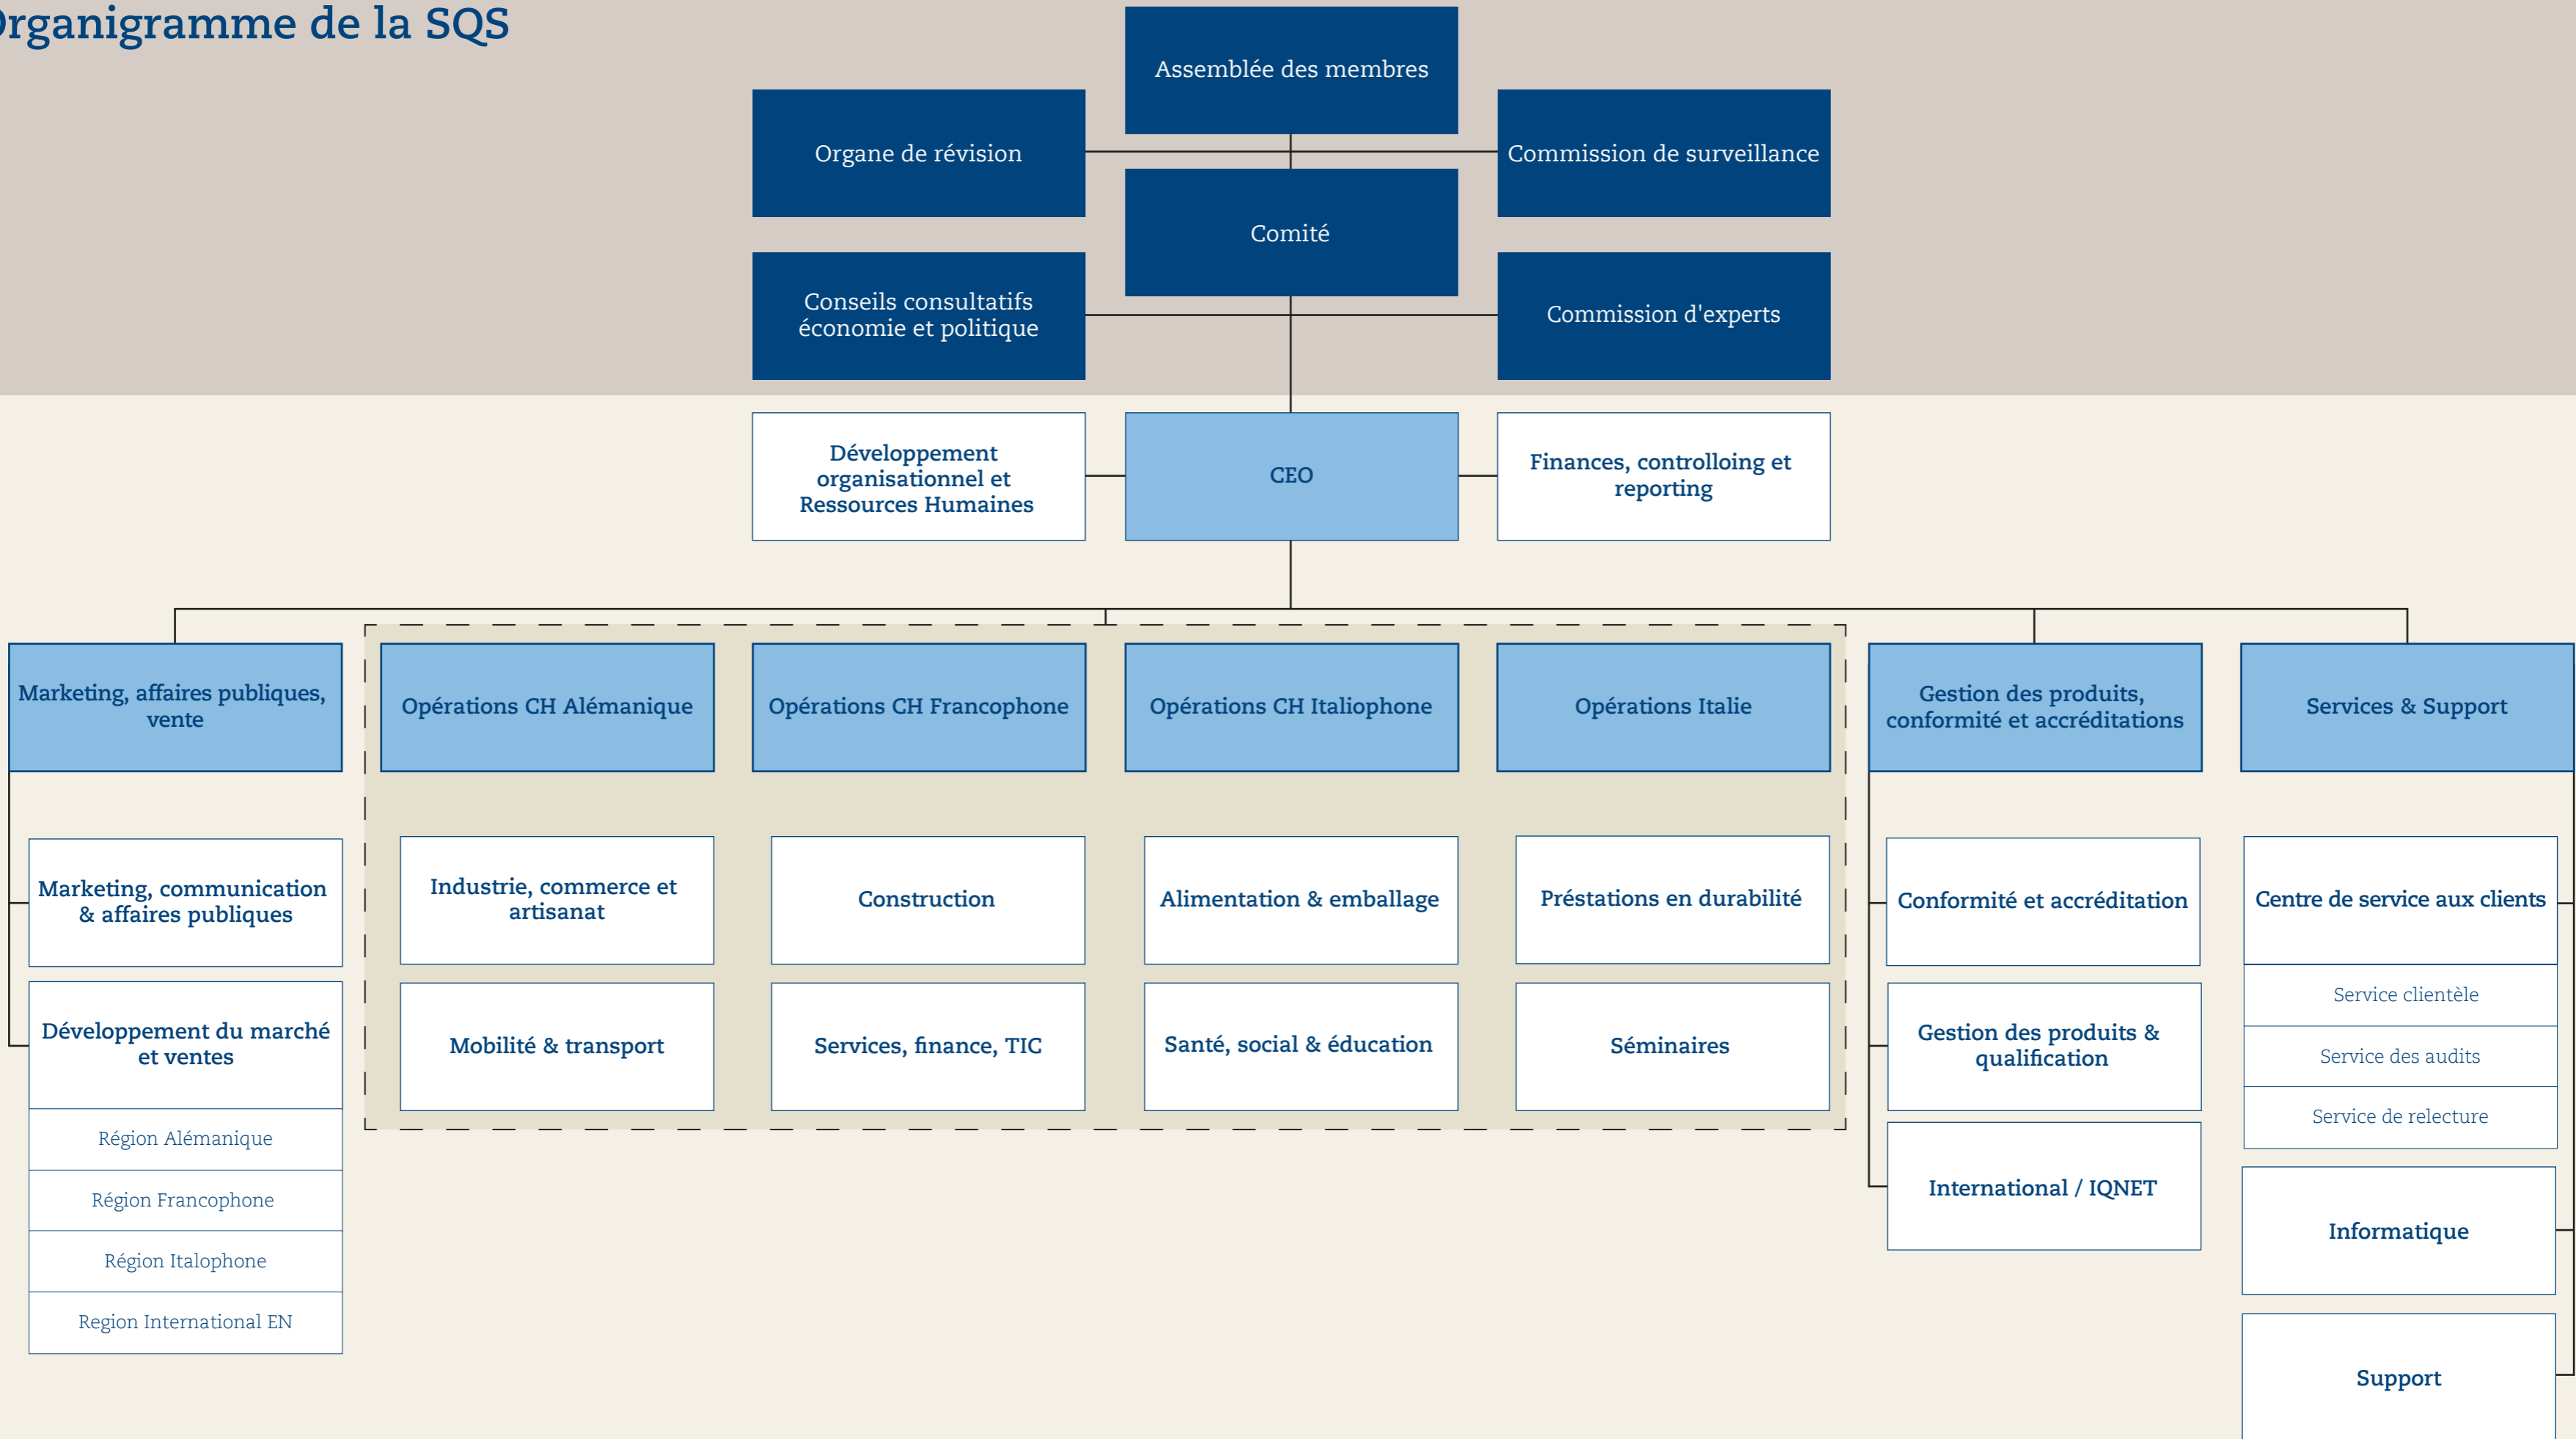 Organigramme de la SQS
Assemblée des membres
Organe de révision
Commission de surveillance
Comité
Conseils consultatifs
économie et politique
Commission d'experts
Développement
organisationnel et
Ressources Humaines
CEO
Finances, controlloing et
reporting
Marketing, affaires publiques,
vente
Opérations CH Alémanique
Opérations CH Francophone
Opérations CH Italiophone
Opérations Italie
Gestion des produits,
conformité et accréditations
Services & Support
Marketing, communication
& affaires publiques
Développement du marché
et ventes
Région Alémanique
Région Francophone
Région Italophone
Region International EN
Industrie, commerce et
artisanat
Mobilité & transport
Construction
Services, finance, TIC
Alimentation & emballage
Santé, social & éducation
Préstations en durabilité
Séminaires
Conformité et accréditation
Gestion des produits &
qualification
International / IQNET
Centre de service aux clients
Service clientèle
Service des audits
Service de relecture
Informatique
Support